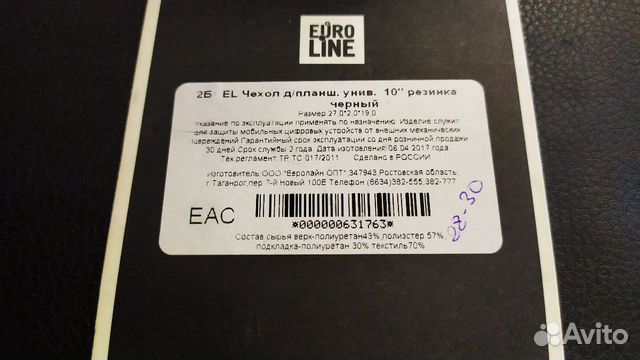 EURO
LINE
2Б EL Чехол д/планш. унив. 10'' резинка
черный
Размер 27,0*2,0*19,0
Указание по эксплуатации применять по назначению. Изделие служит
для защиты мобильных цифровых устройств от внешних механических
повреждений Гарантийный срок эксплуатации со дня розничной продажи
30 дней Срок службы 2 года. Дата изготовления: 06 04 2017 года
Тех.регламент ТР ТС 017/2011 Сделано в РОССИИ
Изготовитель ООО "Евролайн ОПТ" 347943,Ростовская область,
г Таганрог,пер 7-й Новый 100Е Телефон (8634)382-555,382-777
EAC
*000000631763*
22-30
Состав сырья верх-полиуретан43%,полиэстер 57%,
подкладка-полиуретан 30% текстиль70%
Avito